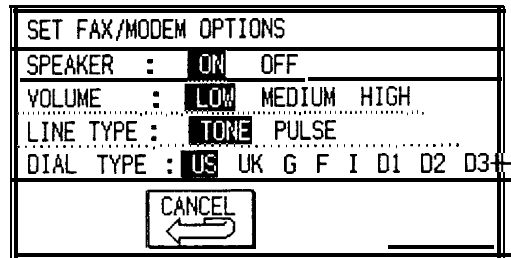 SET FAX/MODEM OPTIONS
SPEAKER : ON OFF
VOLUME : LOW MEDIUM HIGH
LINE TYPE : TONE PULSE
DIAL TYPE : US UK G F I D1 D2 D3+
CANCEL